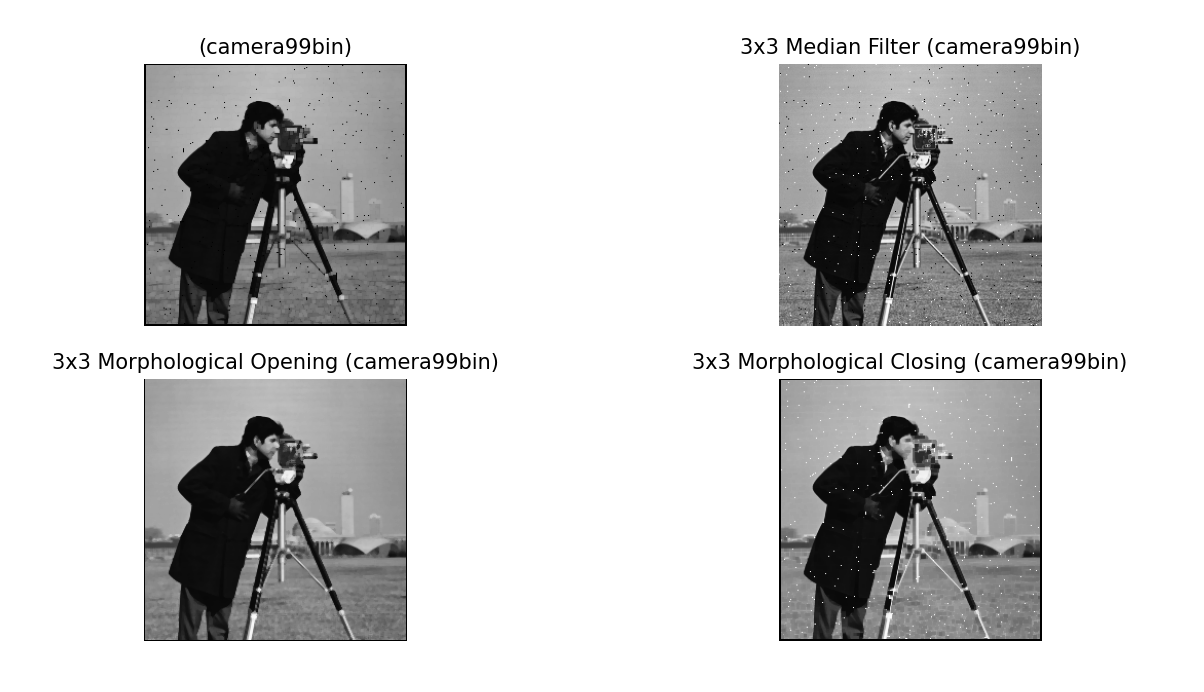 (camera99bin)
3x3 Median Filter (camera99bin)
3x3 Morphological Opening (camera99bin)
3x3 Morphological Closing (camera99bin)